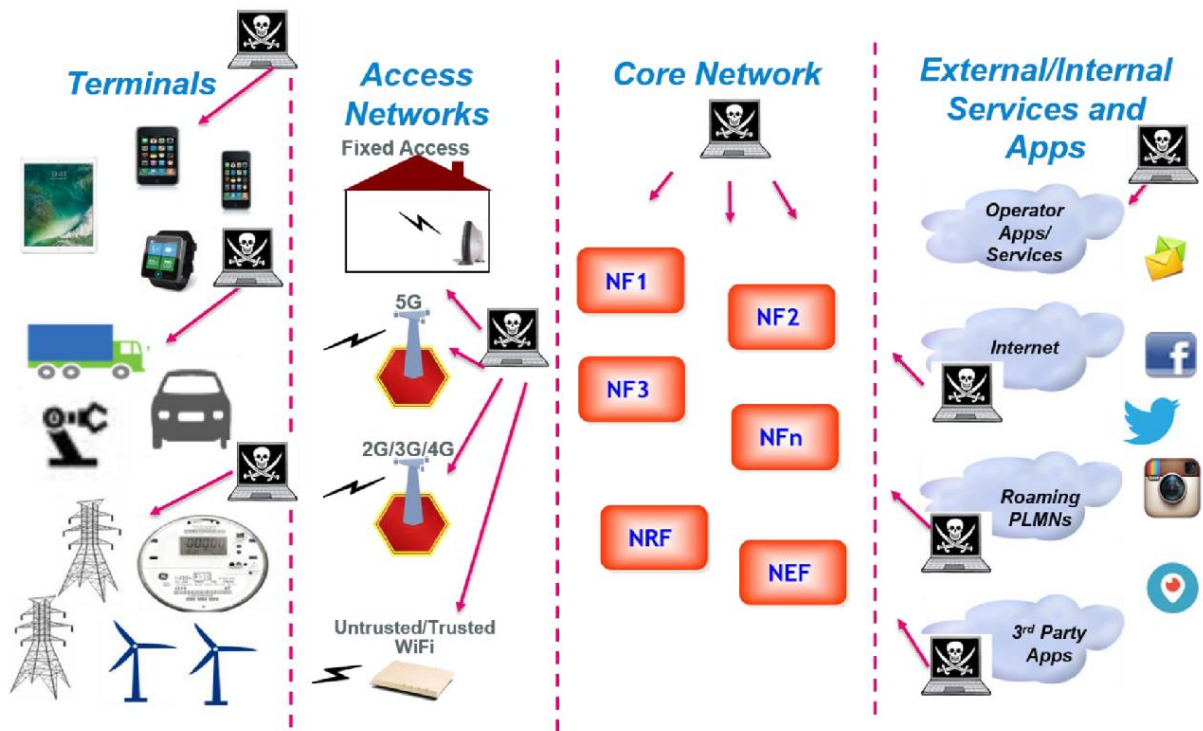 Terminals
Access
Networks
Fixed Access
5G
2G/3G/4G
Untrusted/Trusted
WiFi
Core Network
NF1
NF2
NF3
NFn
NRF
NEF
External/Internal
Services and
Apps
Operator
Apps/
Services
Internet
Roaming
PLMNs
3rd Party
Apps